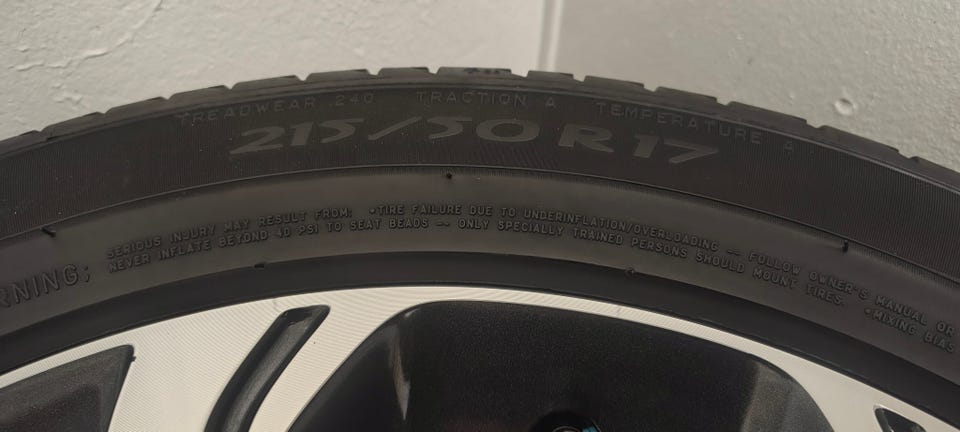 TREADWEAR 240 TRACTION A TEMPERATURE A
215/50 R 17
RNING: SERIOUS INJURY MAY RESULT FROM: •TIRE FAILURE DUE TO UNDERINFLATION/OVERLOADING -- FOLLOW OWNER'S MANUAL OR
NEVER INFLATE BEYOND 40 PSI TO SEAT BEADS -- ONLY SPECIALLY TRAINED PERSONS SHOULD MOUNT TIRES. •MIXING BIAS